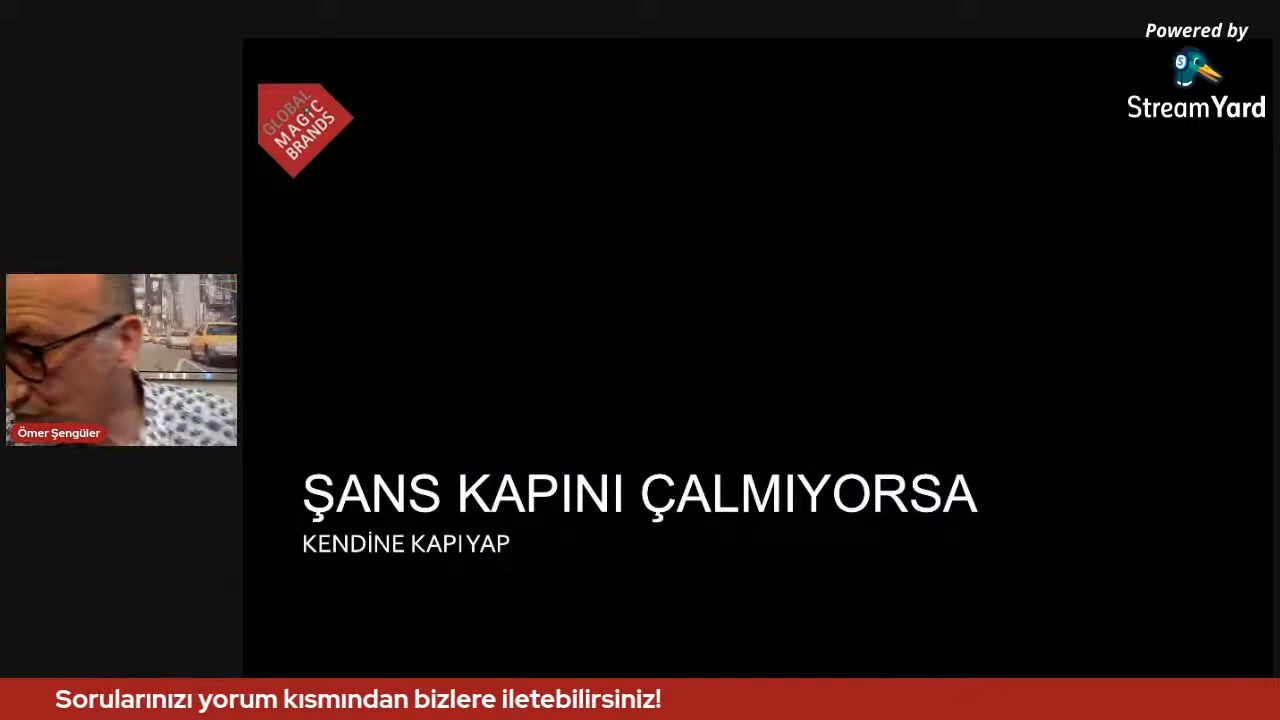 Powered by
StreamYard
GLOBAL
MAGiC
BRANDS
Ömer Şengüler
ŞANS KAPINI ÇALMIYORSA
KENDİNE KAPI YAP
Sorularınızı yorum kısmından bizlere iletebilirsiniz!